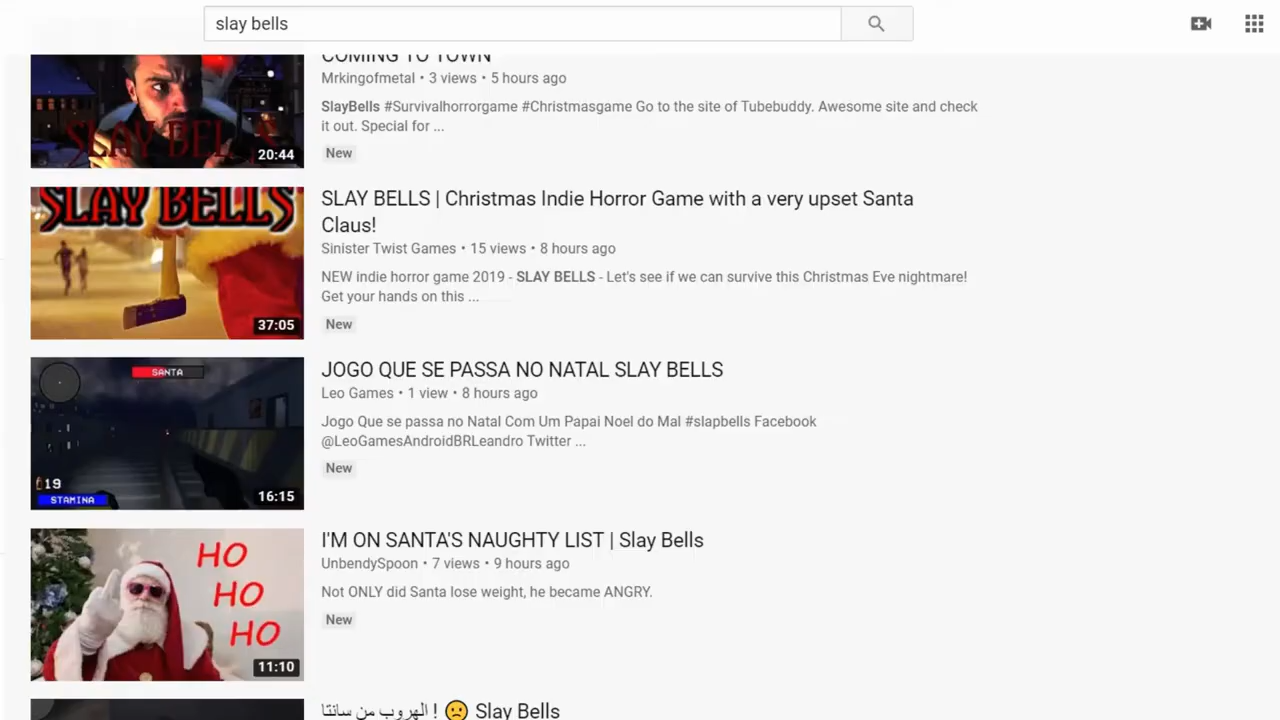 slay bells
COMING TO TOWN
Mrkingofmetal • 3 views • 5 hours ago
SlayBells #Survivalhorrorgame #Christmasgame Go to the site of Tubebuddy. Awesome site and check
it out. Special for ...
New
SLAY BELLS
20:44
SLAY BELLS
37:05
SLAY BELLS | Christmas Indie Horror Game with a very upset Santa
Claus!
Sinister Twist Games • 15 views • 8 hours ago
NEW indie horror game 2019 - SLAY BELLS - Let's see if we can survive this Christmas Eve nightmare!
Get your hands on this ...
New
SANTA
19
STAMINA
16:15
JOGO QUE SE PASSA NO NATAL SLAY BELLS
Leo Games • 1 view • 8 hours ago
Jogo Que se passa no Natal Com Um Papai Noel do Mal #slapbells Facebook
@LeoGamesAndroidBRLeandro Twitter ...
New
HO
HO
HO
11:10
I'M ON SANTA'S NAUGHTY LIST | Slay Bells
UnbendySpoon • 7 views • 9 hours ago
Not ONLY did Santa lose weight, he became ANGRY.
New
الهروب من سانتا ! 🙁 Slay Bells